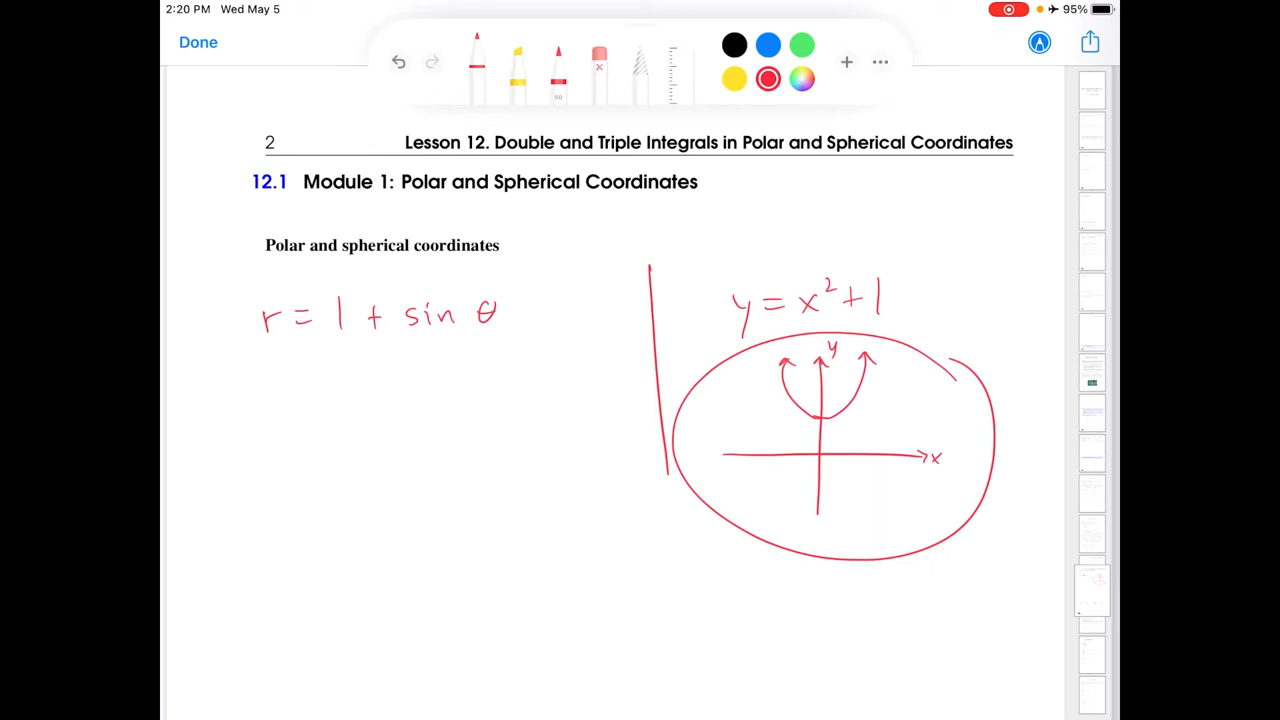 2:20 PM Wed May 5
95%
Done
50
2 Lesson 12. Double and Triple Integrals in Polar and Spherical Coordinates
12.1 Module 1: Polar and Spherical Coordinates
Polar and spherical coordinates
r = 1 + sin θ
y = x² + 1
y
x